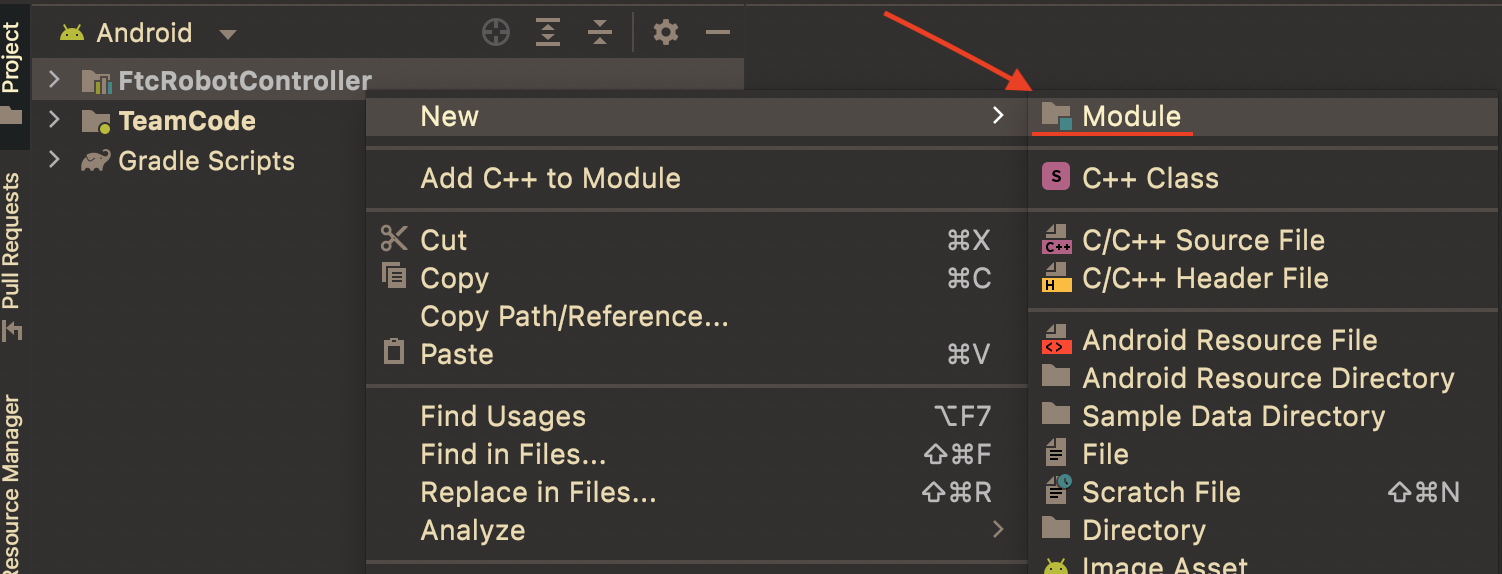 Project
Pull Requests
Resource Manager
Android
FtcRobotController
TeamCode
Gradle Scripts
New
Add C++ to Module
Cut ⌘X
Copy ⌘C
Copy Path/Reference...
Paste ⌘V
Find Usages ⌥F7
Find in Files... ⇧⌘F
Replace in Files... ⇧⌘R
Analyze
Module
S C++ Class
C++ C/C++ Source File
H C/C++ Header File
<> Android Resource File
Android Resource Directory
Sample Data Directory
File
Scratch File ⇧⌘N
Directory
Image Asset